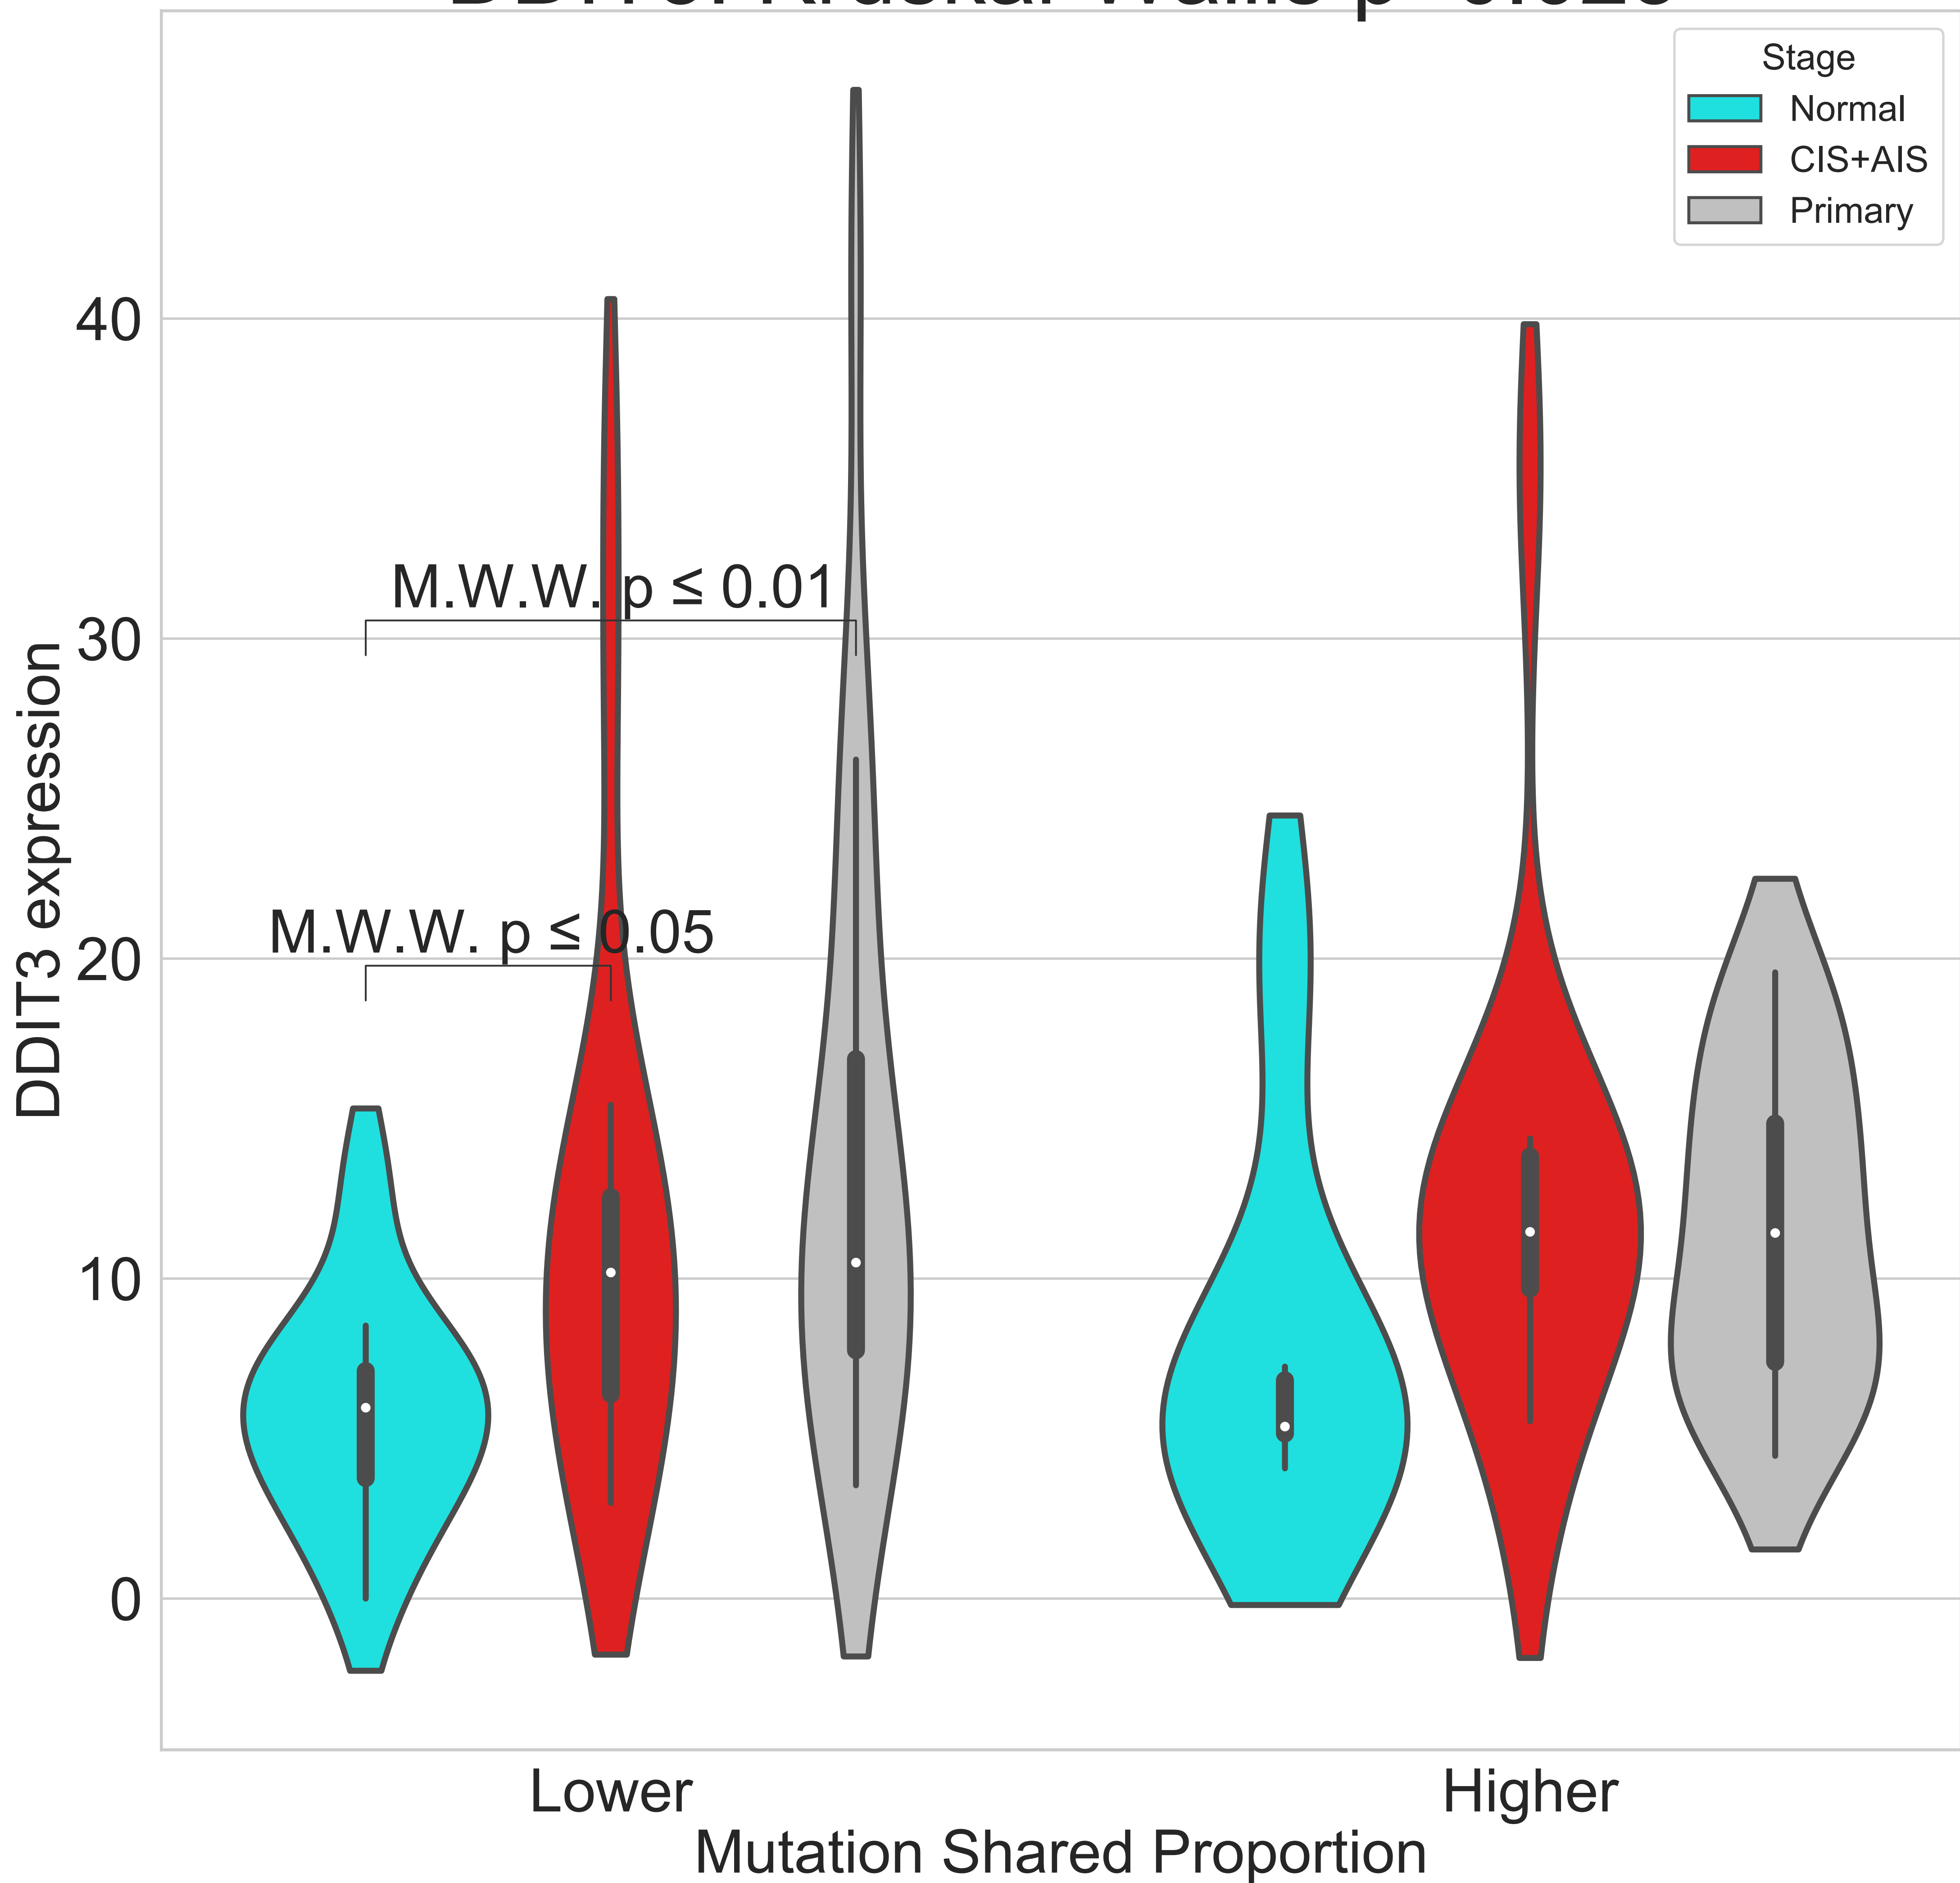 Stage
Normal
CIS+AIS
Primary
40
30
20
10
0
DDIT3 expression
M.W.W. p ≤ 0.01
M.W.W. p ≤ 0.05
Lower
Higher
Mutation Shared Proportion